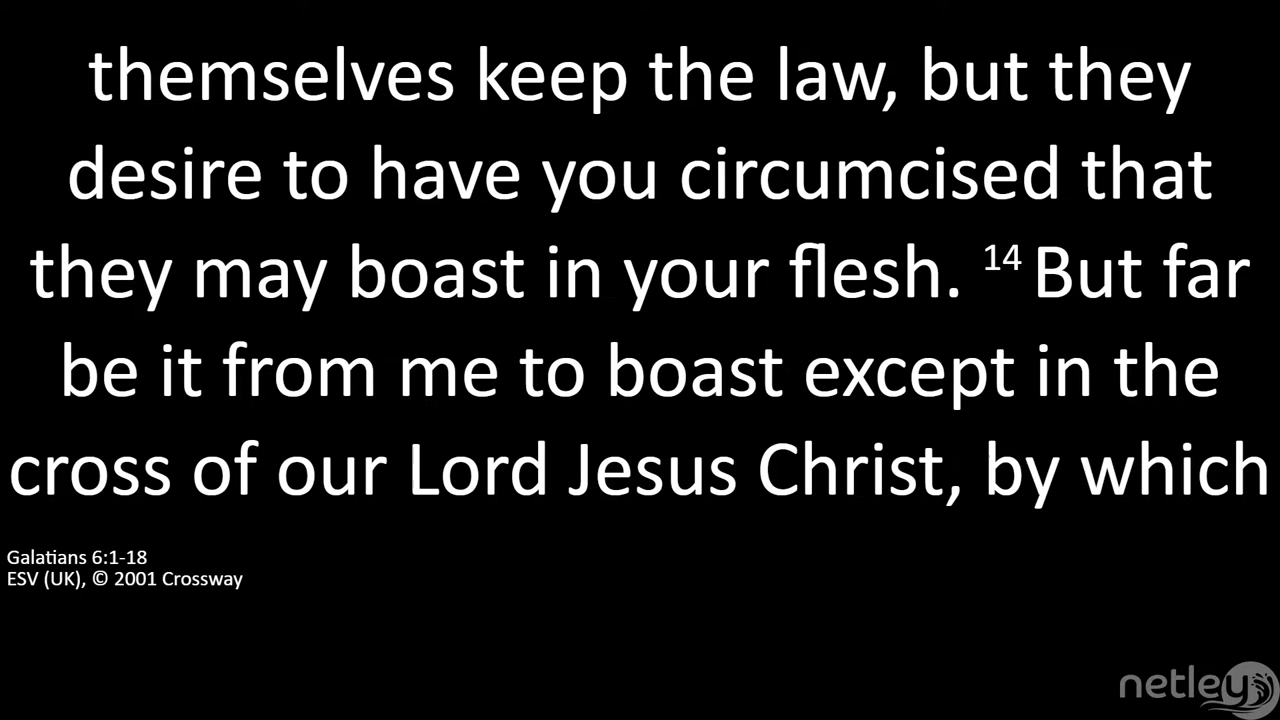 themselves keep the law, but they
desire to have you circumcised that
they may boast in your flesh. 14 But far
be it from me to boast except in the
cross of our Lord Jesus Christ, by which
Galatians 6:1-18
ESV (UK), © 2001 Crossway
netley